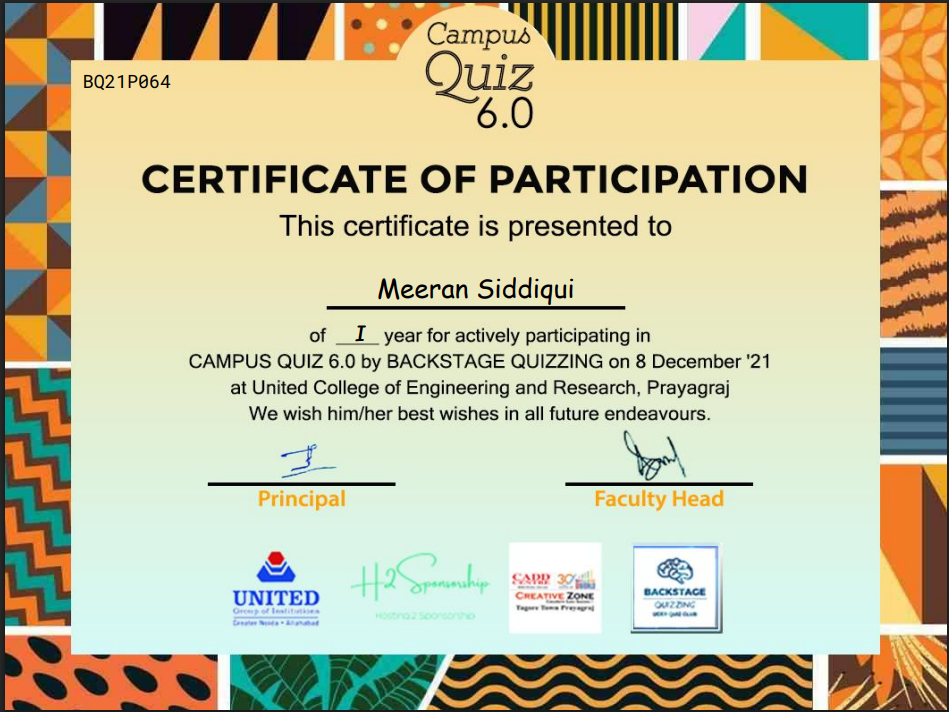 Campus
Quiz
6.0
BQ21P064
CERTIFICATE OF PARTICIPATION
This certificate is presented to
Meeran Siddiqui
of I year for actively participating in
CAMPUS QUIZ 6.0 by BACKSTAGE QUIZZING on 8 December '21
at United College of Engineering and Research, Prayagraj
We wish him/her best wishes in all future endeavours.
Principal
Faculty Head
UNITED
Group of Institutions
Greater Noida • Allahabad
H2 Sponsorship
Hosting 2 Sponsorship
CADD
CENTRE
30
CREATIVE ZONE
Tagore Town Prayagraj
BACKSTAGE
QUIZZING
UCER QUIZ CLUB